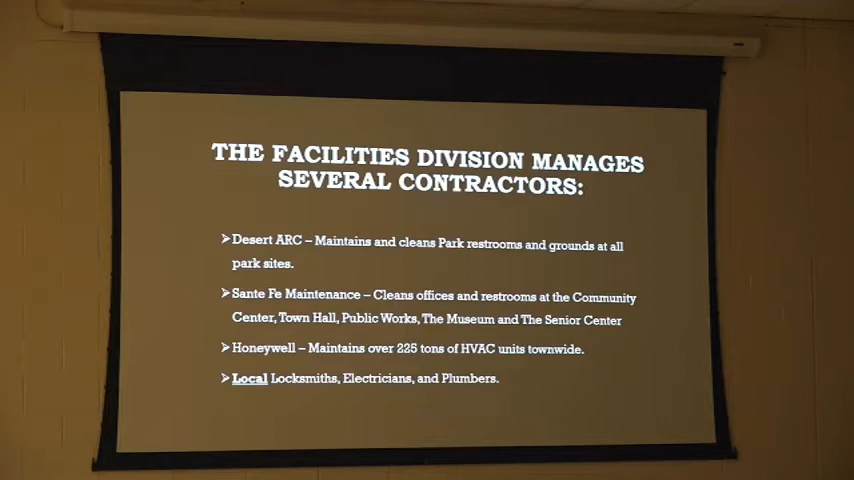 THE FACILITIES DIVISION MANAGES
SEVERAL CONTRACTORS:
➢Desert ARC – Maintains and cleans Park restrooms and grounds at all
park sites.
➢Sante Fe Maintenance – Cleans offices and restrooms at the Community
Center, Town Hall, Public Works, The Museum and The Senior Center
➢Honeywell – Maintains over 225 tons of HVAC units townwide.
➢Local Locksmiths, Electricians, and Plumbers.